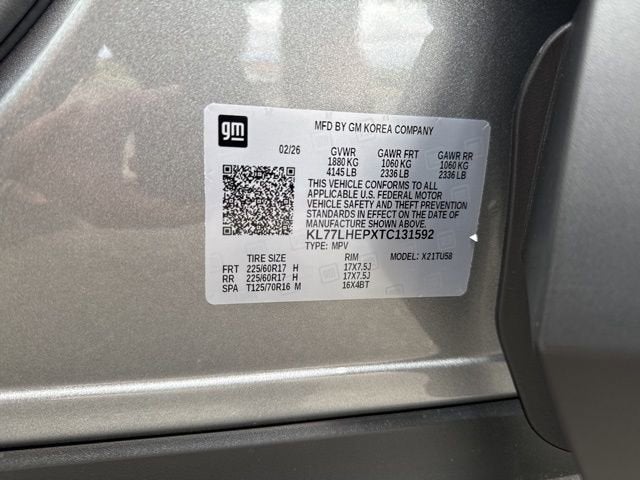 gm
MFD BY GM KOREA COMPANY
02/26 GVWR GAWR FRT GAWR RR
1880 KG 1060 KG 1060 KG
4145 LB 2336 LB 2336 LB
THIS VEHICLE CONFORMS TO ALL
APPLICABLE U.S. FEDERAL MOTOR
VEHICLE SAFETY AND THEFT PREVENTION
STANDARDS IN EFFECT ON THE DATE OF
MANUFACTURE SHOWN ABOVE.
KL77LHEPXTC131592
TYPE: MPV
TIRE SIZE RIM MODEL: X21TU58
FRT 225/60R17 H 17X7.5J
RR 225/60R17 H 17X7.5J
SPA T125/70R16 M 16X4BT